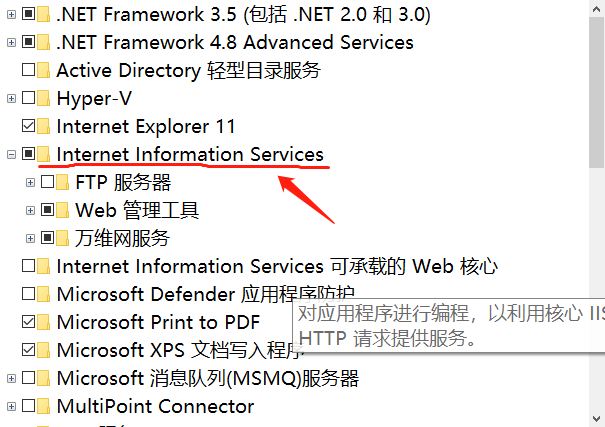 .NET Framework 3.5 (包括 .NET 2.0 和 3.0)
.NET Framework 4.8 Advanced Services
Active Directory 轻型目录服务
Hyper-V
Internet Explorer 11
Internet Information Services
FTP 服务器
Web 管理工具
万维网服务
Internet Information Services 可承载的 Web 核心
Microsoft Defender 应用程序防护
对应用程序进行编程，以利用核心 IIS
Microsoft Print to PDF
HTTP 请求提供服务。
Microsoft XPS 文档写入程序
Microsoft 消息队列(MSMQ)服务器
MultiPoint Connector